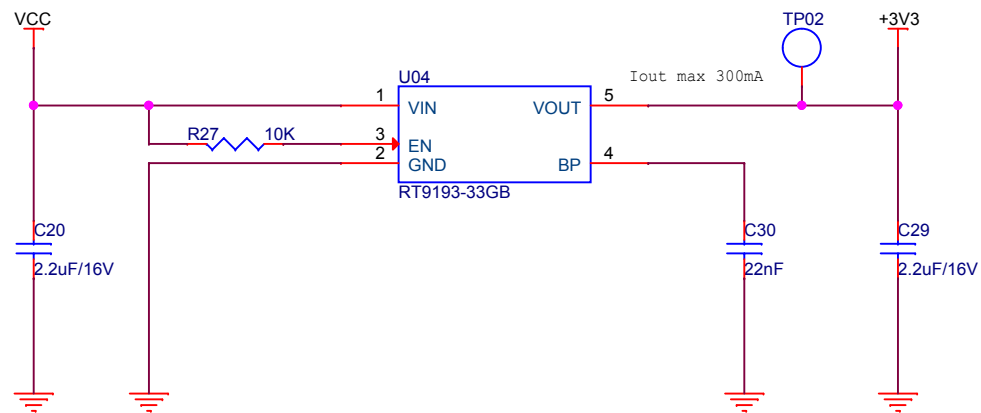 VCC
TP02
+3V3
U04
Iout max 300mA
1
VIN
VOUT
5
R27
10K
3
EN
2
GND
BP
4
RT9193-33GB
C20
2.2uF/16V
C30
22nF
C29
2.2uF/16V